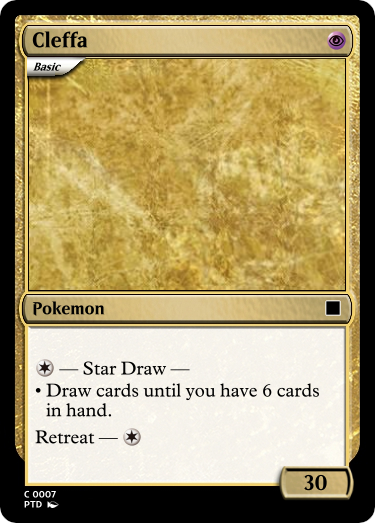 Cleffa
Basic
Pokemon
— Star Draw —
• Draw cards until you have 6 cards
in hand.
Retreat —
30
C 0007
PTD